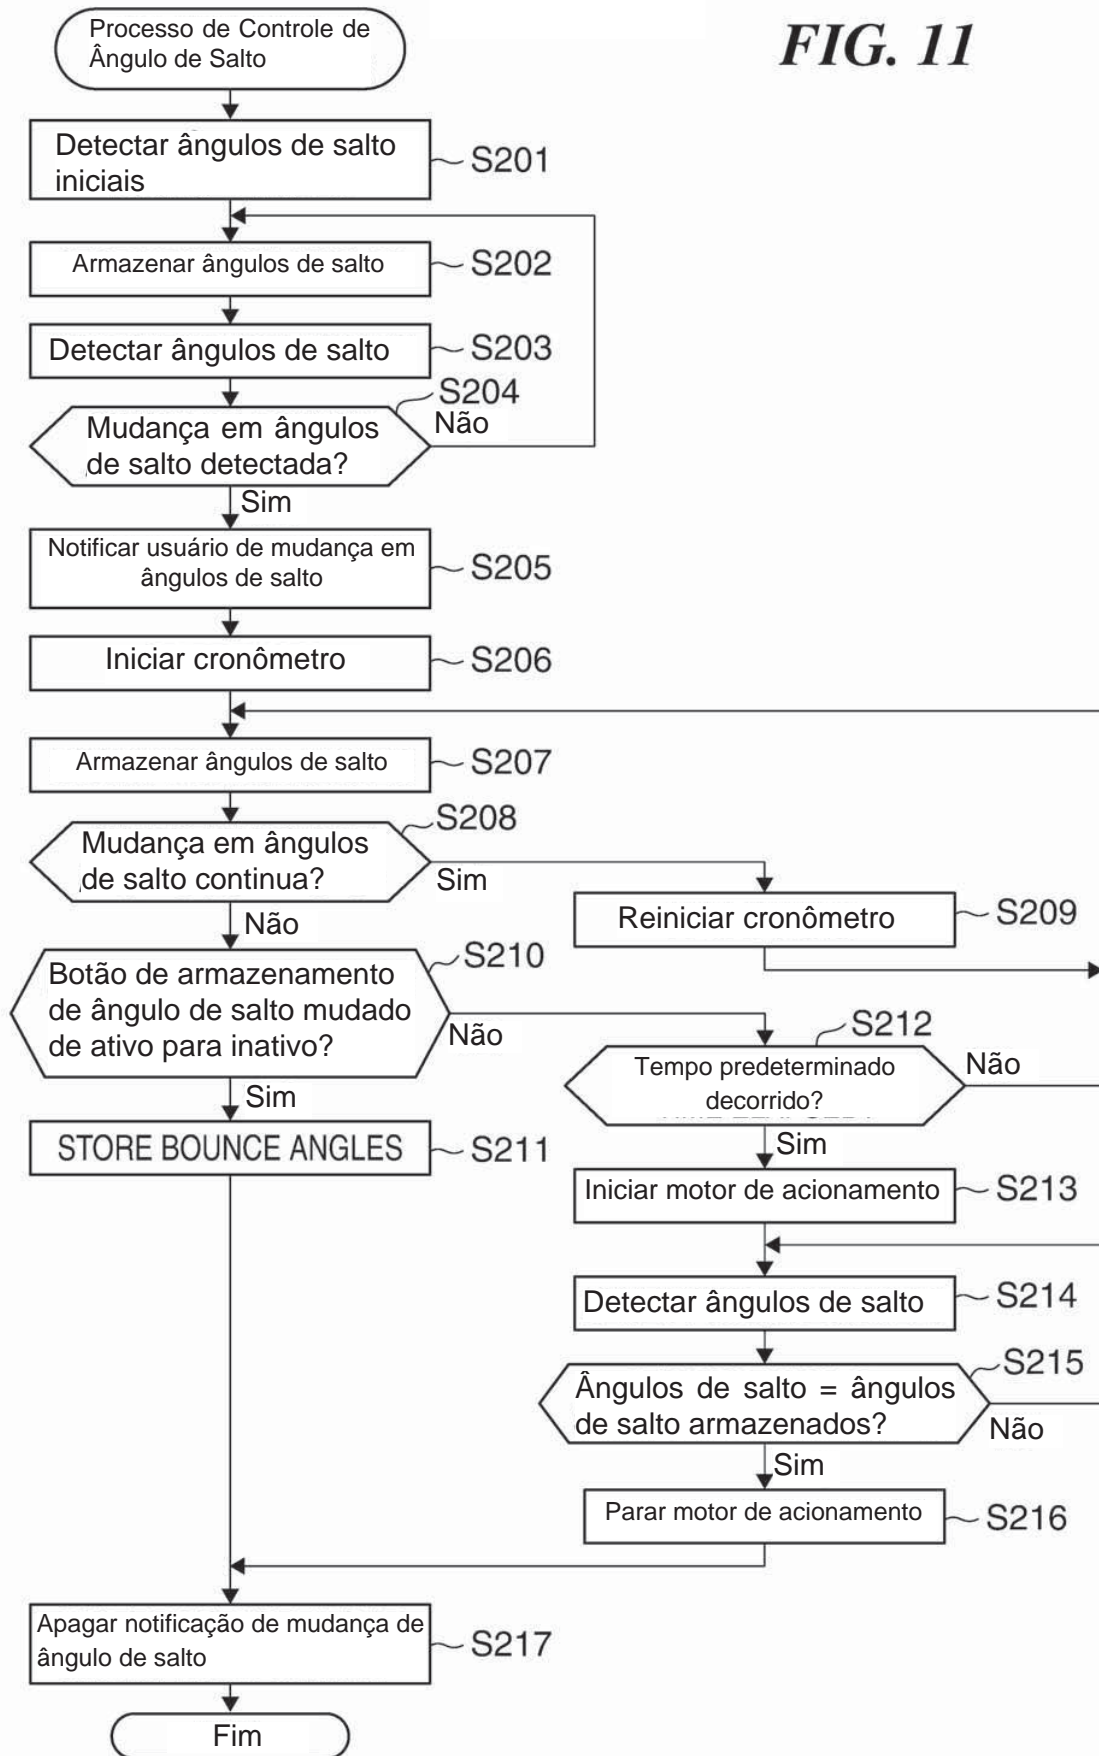 FIG. 11
Processo de Controle de
Ângulo de Salto
Detectar ângulos de salto
iniciais
S201
Armazenar ângulos de salto
S202
Detectar ângulos de salto
S203
S204
Mudança em ângulos
de salto detectada?
Não
Sim
Notificar usuário de mudança em
ângulos de salto
S205
Iniciar cronômetro
S206
Armazenar ângulos de salto
S207
S208
Mudança em ângulos
de salto continua?
Sim
Não
Reiniciar cronômetro
S209
S210
Botão de armazenamento
de ângulo de salto mudado
de ativo para inativo?
Não
Sim
S212
Tempo predeterminado
decorrido?
Não
Sim
STORE BOUNCE ANGLES
S211
Iniciar motor de acionamento
S213
Detectar ângulos de salto
S214
S215
Ângulos de salto = ângulos
de salto armazenados?
Não
Sim
Parar motor de acionamento
S216
Apagar notificação de mudança de
ângulo de salto
S217
Fim